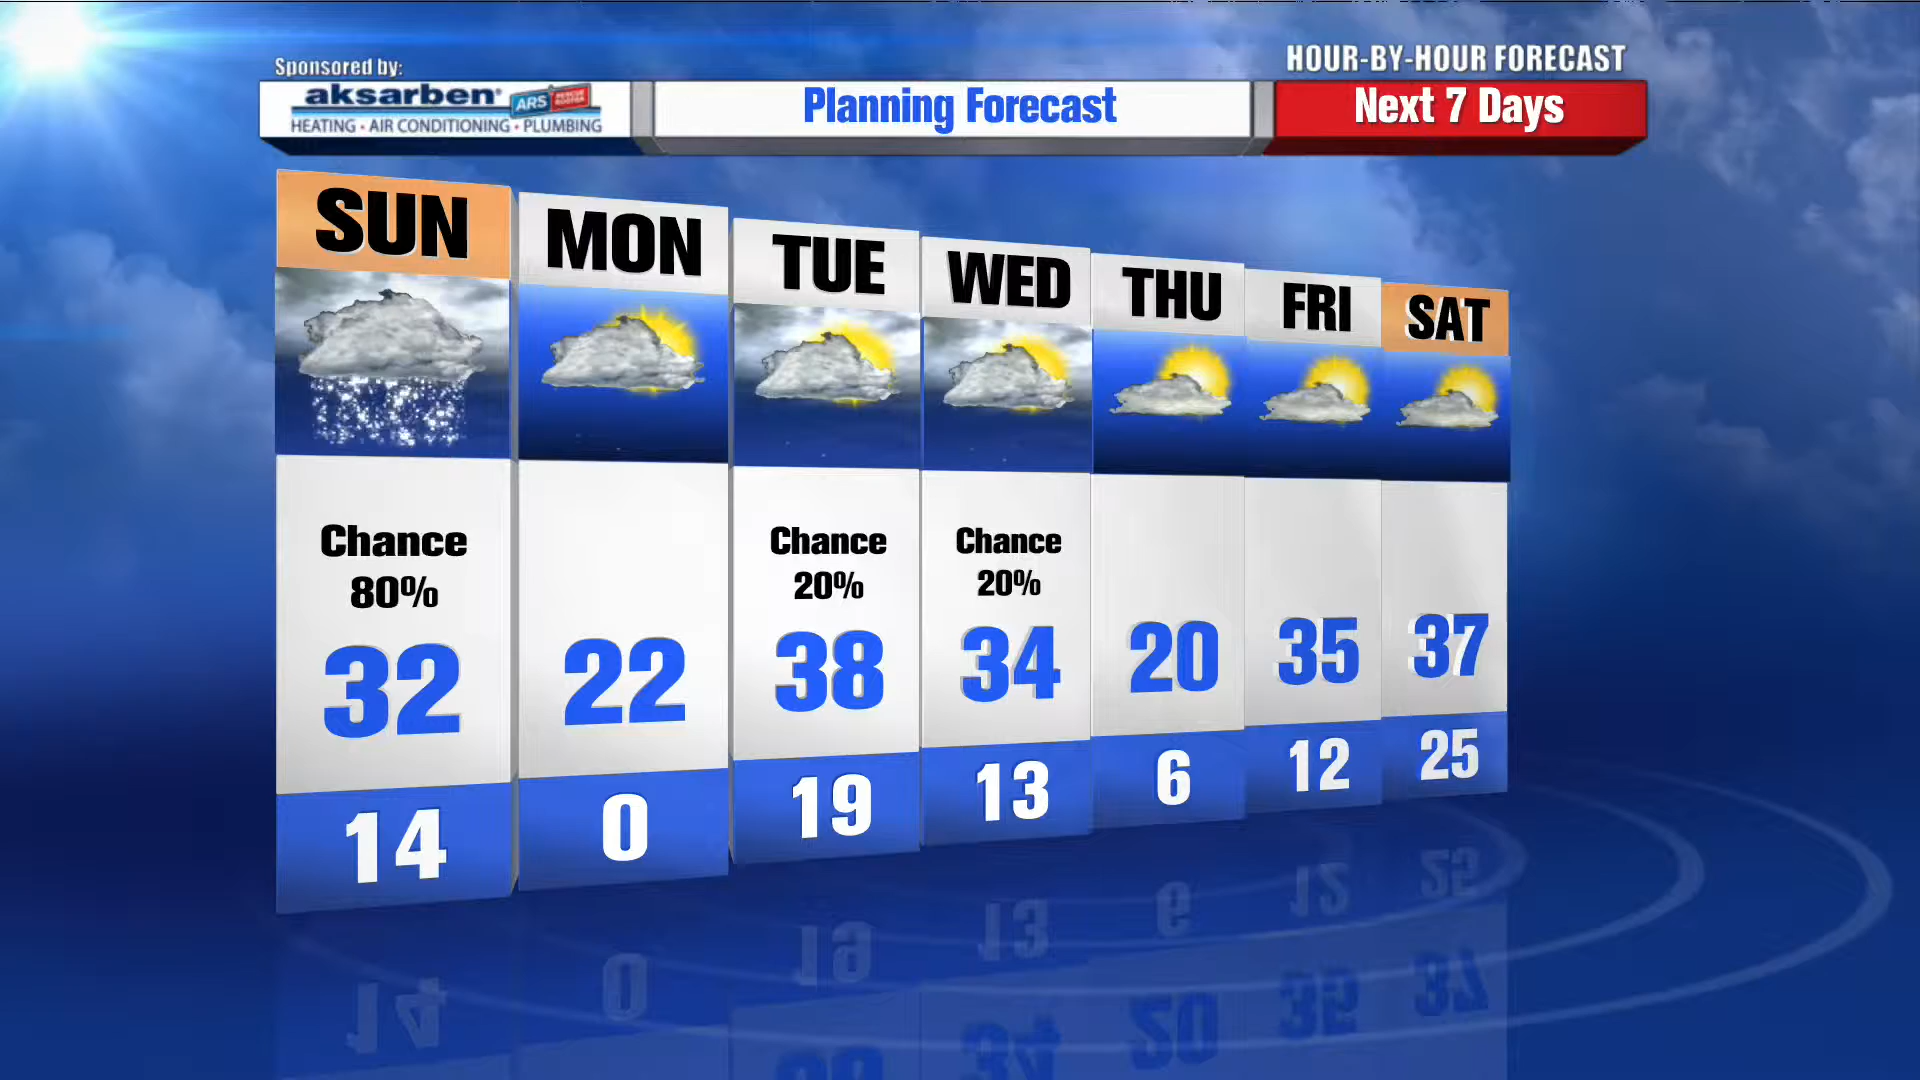 Sponsored by:
aksarben ARS RESCUE ROOTER
HEATING · AIR CONDITIONING · PLUMBING
Planning Forecast
HOUR-BY-HOUR FORECAST
Next 7 Days
SUN
Chance
80%
32
14
MON
22
0
TUE
Chance
20%
38
19
WED
Chance
20%
34
13
THU
20
6
FRI
35
12
SAT
37
25